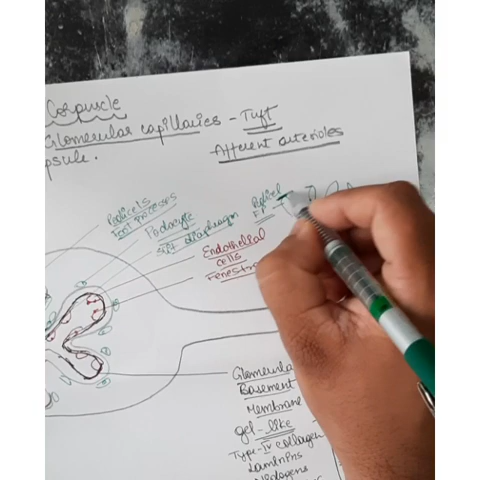 Corpuscle
Glomerular capillaries - Tuft
psule.
Afferent arterioles
Pedicels
Foot processes
Podocyte
slit diaphragm
Endothelial
cells
Fenestra
Glomerula
Basement
Membrane
gel-like
Type-IV collagen
Laminins